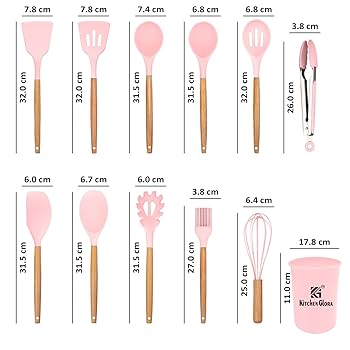 7.8 cm 7.8 cm 7.4 cm 6.8 cm 6.8 cm 3.8 cm
32.0 cm 32.0 cm 31.5 cm 31.5 cm 32.0 cm 26.0 cm
6.0 cm 6.7 cm 6.0 cm 3.8 cm 6.4 cm 17.8 cm
31.5 cm 31.5 cm 31.5 cm 27.0 cm 25.0 cm 11.0 cm
KG
KITCHEN GLORA